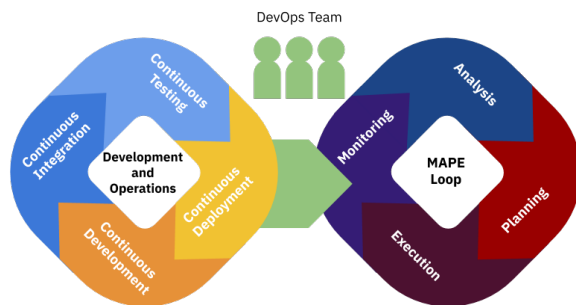 DevOps Team
Continuous
Testing
Continuous
Integration
Development
and
Operations
Continuous
Deployment
Continuous
Development
Analysis
Monitoring
MAPE
Loop
Planning
Execution